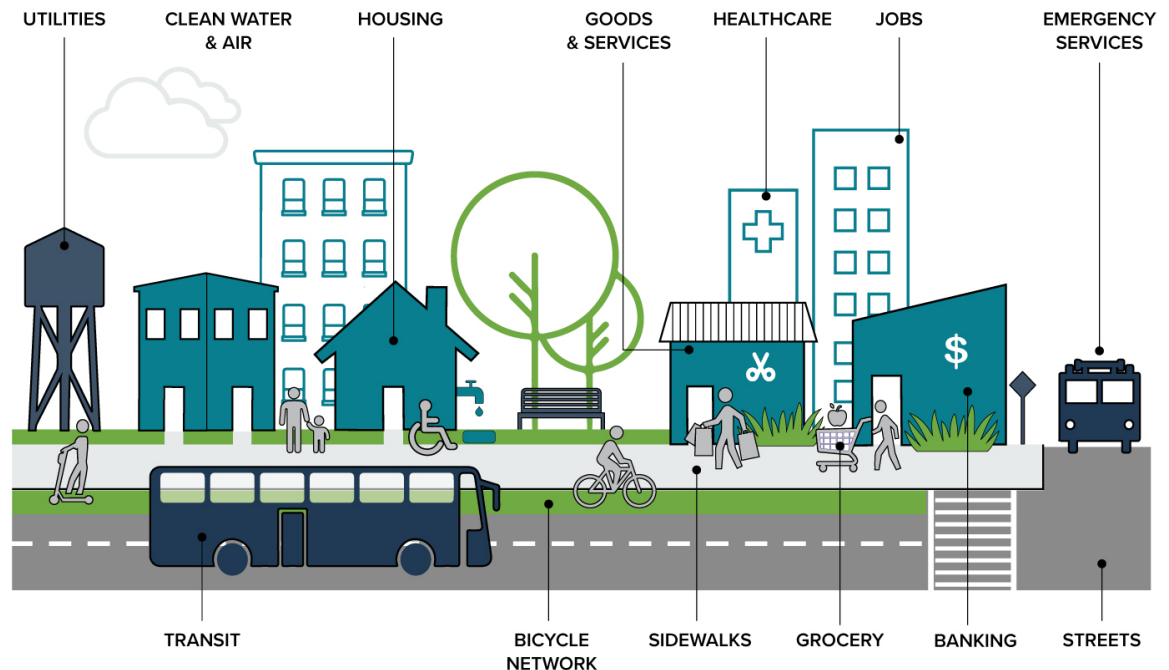 UTILITIES
CLEAN WATER
& AIR
HOUSING
GOODS
& SERVICES
HEALTHCARE
JOBS
EMERGENCY
SERVICES
$
TRANSIT
BICYCLE
NETWORK
SIDEWALKS
GROCERY
BANKING
STREETS